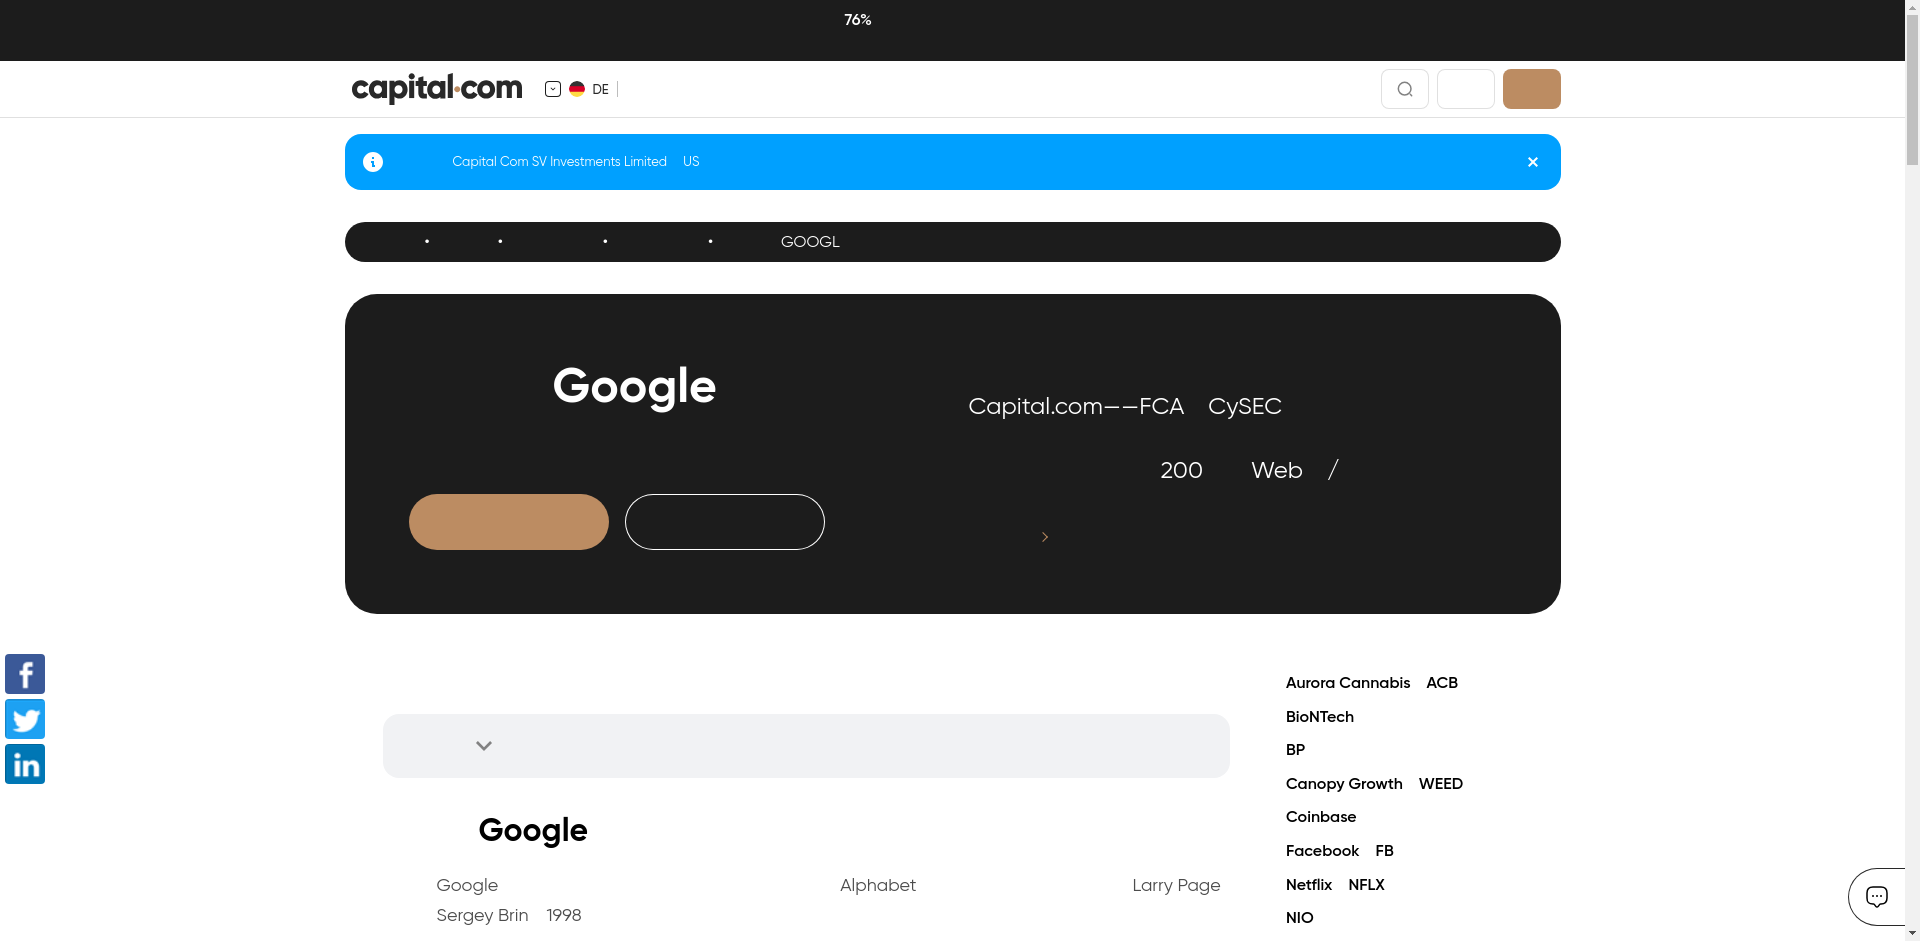 76%
capital.com
DE
Capital Com SV Investments Limited US
• • • • GOOGL
Google
Capital.com——FCA CySEC
200 Web /
Aurora Cannabis ACB
BioNTech
BP
Canopy Growth WEED
Coinbase
Facebook FB
Netflix NFLX
NIO
Google
Google Alphabet Larry Page
Sergey Brin 1998